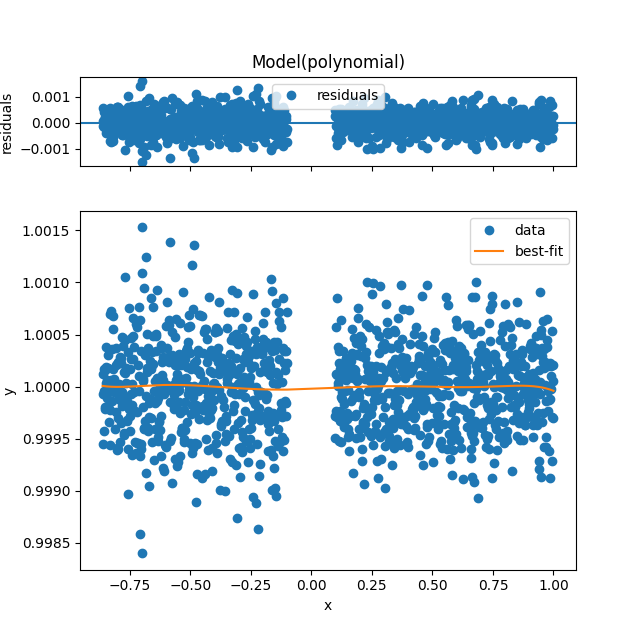 Model(polynomial)
residuals
0.001
0.000
−0.001
residuals
y
1.0015
1.0010
1.0005
1.0000
0.9995
0.9990
0.9985
data
best-fit
−0.75
−0.50
−0.25
0.00
0.25
0.50
0.75
1.00
x